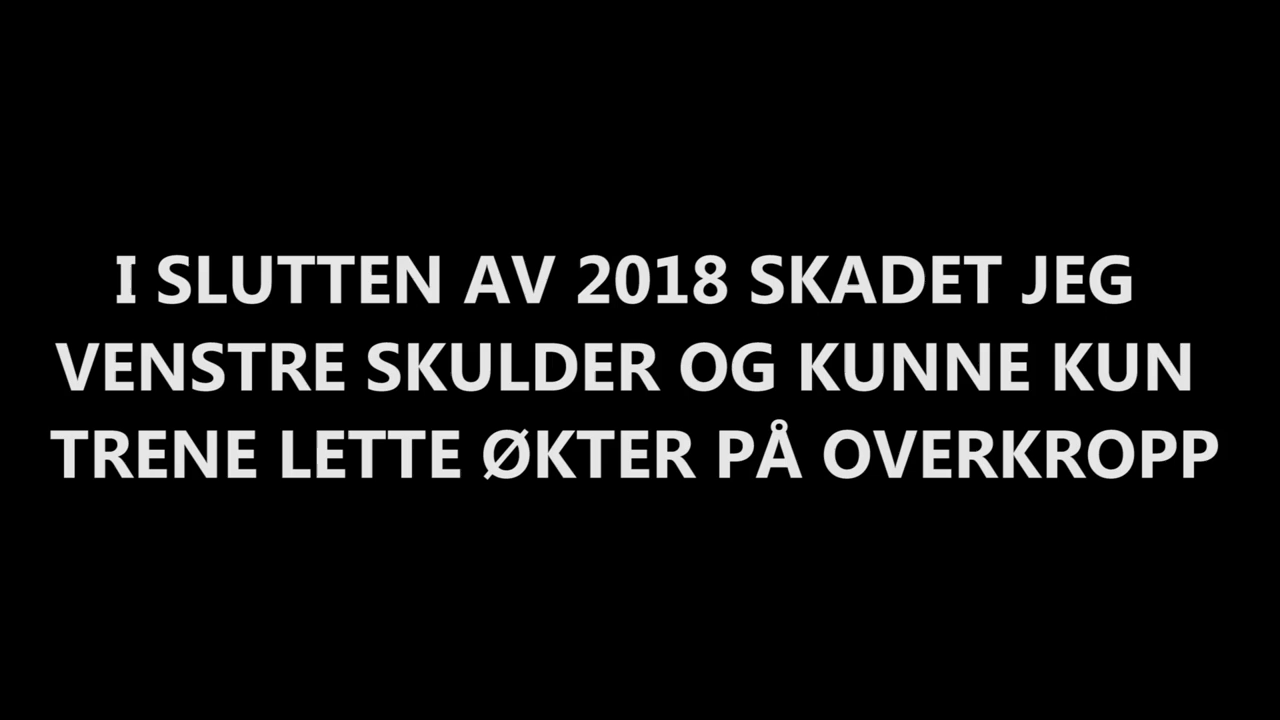 I SLUTTEN AV 2018 SKADET JEG
VENSTRE SKULDER OG KUNNE KUN
TRENE LETTE ØKTER PÅ OVERKROPP